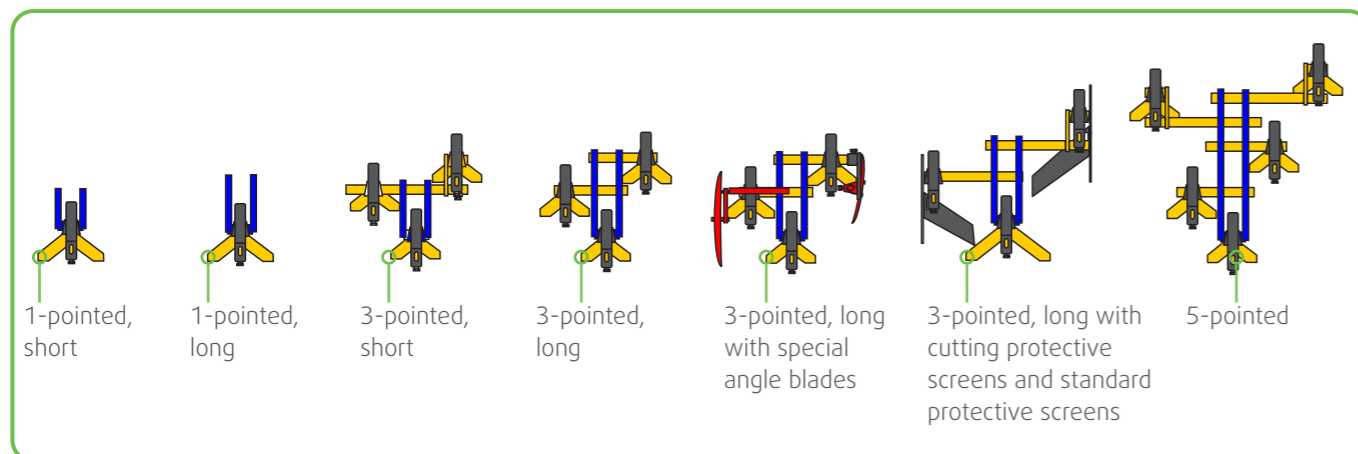 1-pointed,
short
1-pointed,
long
3-pointed,
short
3-pointed,
long
3-pointed, long
with special
angle blades
3-pointed, long with
cutting protective
screens and standard
protective screens
5-pointed